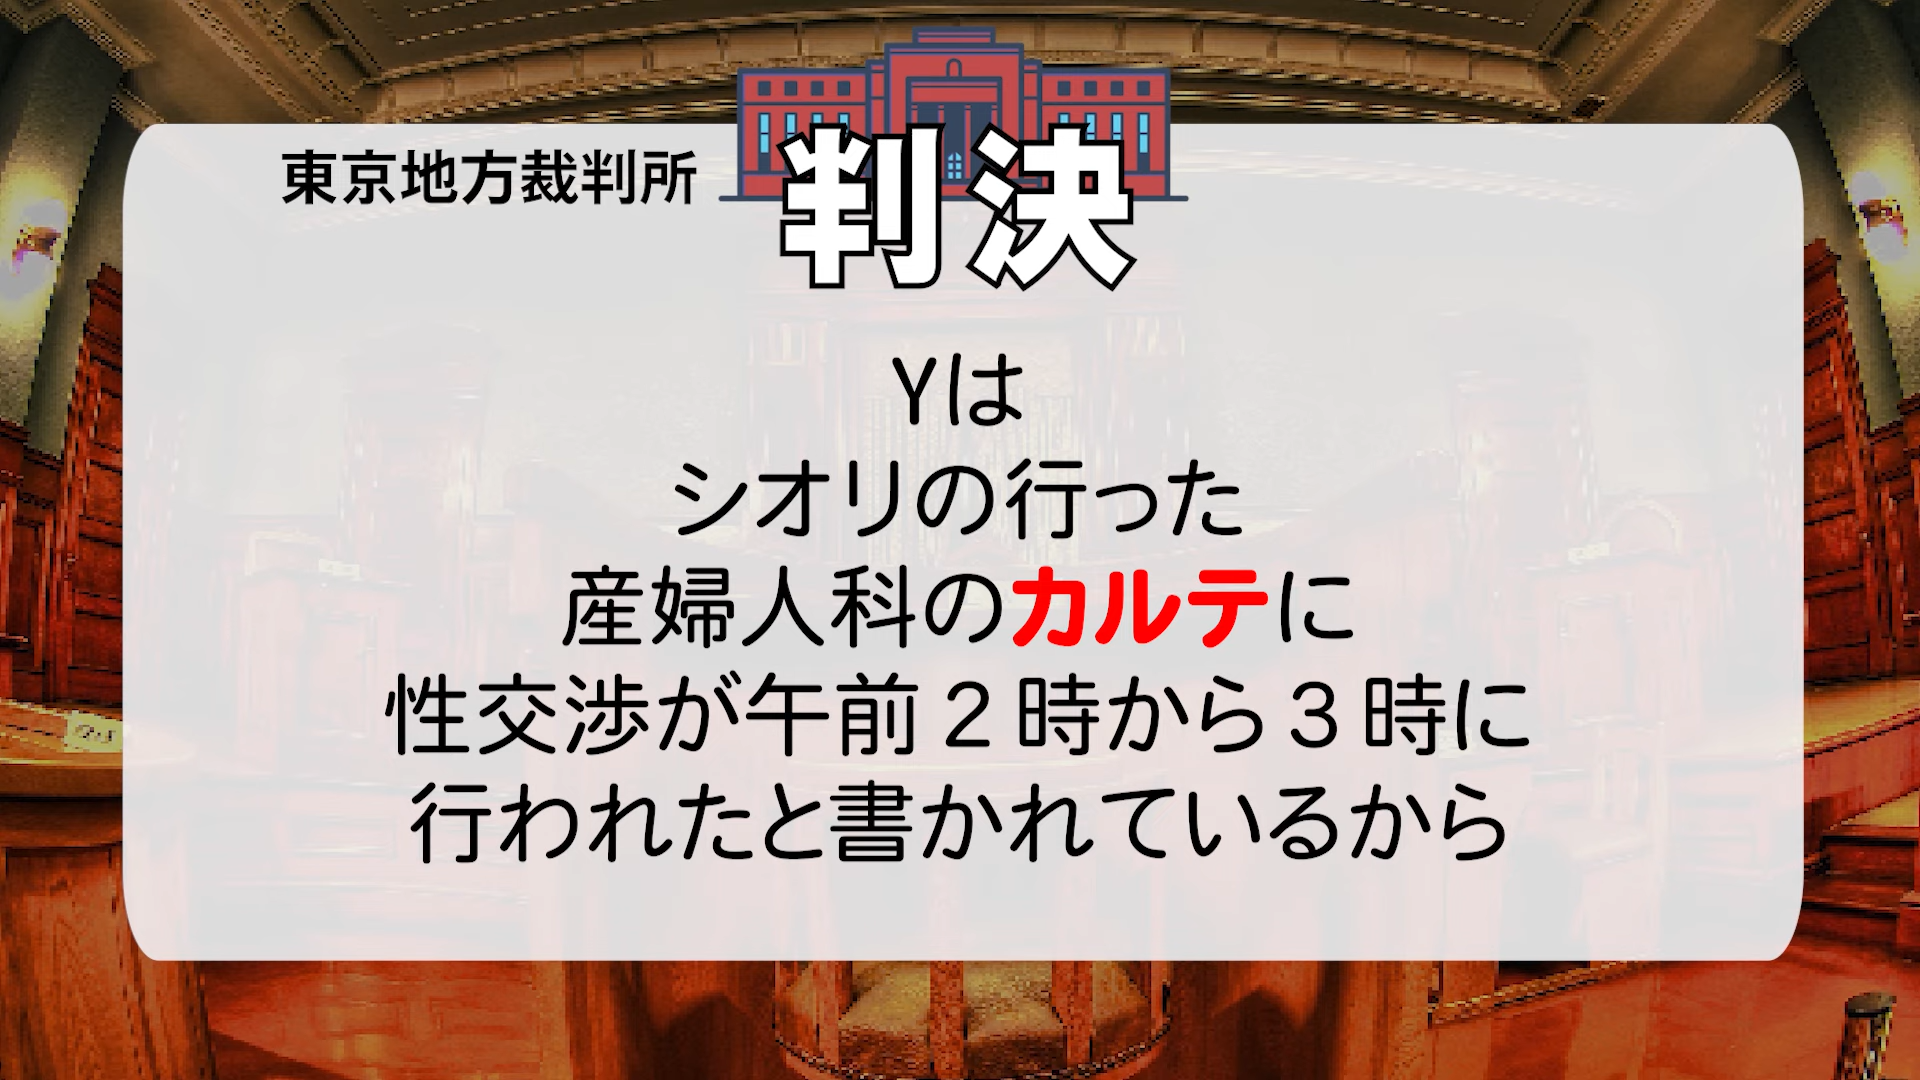 東京地方裁判所
判決
Yは
シオリの行った
産婦人科のカルテに
性交渉が午前２時から３時に
行われたと書かれているから